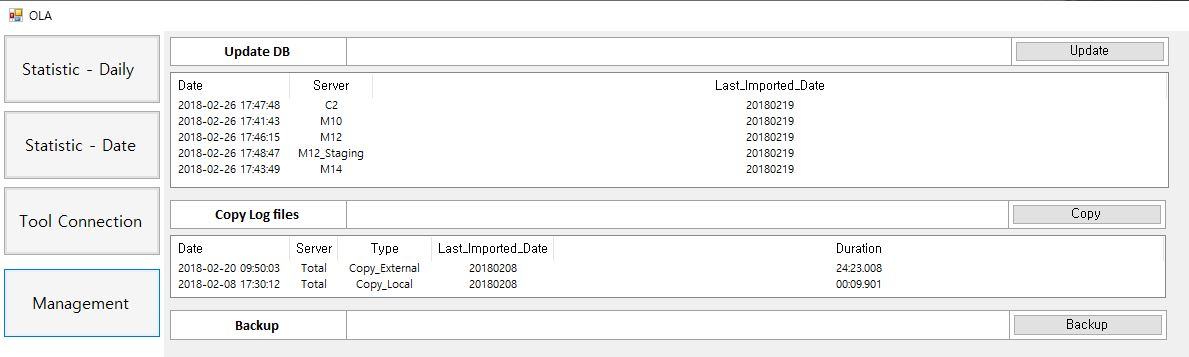 OLA
Statistic - Daily
Statistic - Date
Tool Connection
Management
Update DB Update
Date Server Last_Imported_Date
2018-02-26 17:47:48 C2 20180219
2018-02-26 17:41:43 M10 20180219
2018-02-26 17:46:15 M12 20180219
2018-02-26 17:48:47 M12_Staging 20180219
2018-02-26 17:43:49 M14 20180219
Copy Log files Copy
Date Server Type Last_Imported_Date Duration
2018-02-20 09:50:03 Total Copy_External 20180208 24:23.008
2018-02-08 17:30:12 Total Copy_Local 20180208 00:09.901
Backup Backup